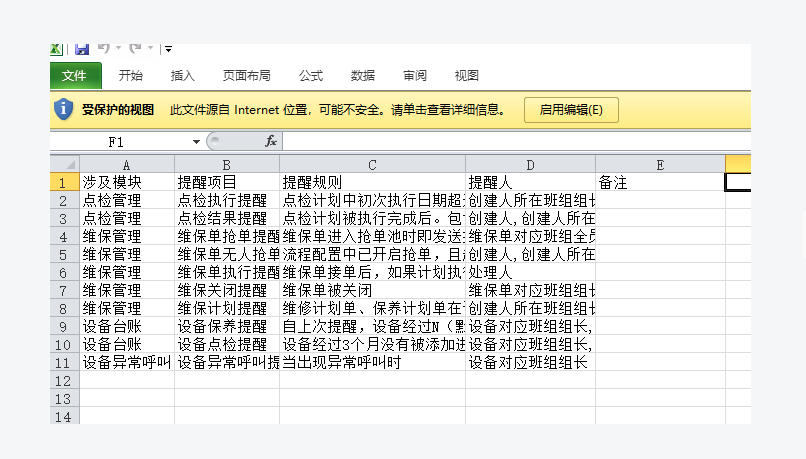 文件 开始 插入 页面布局 公式 数据 审阅 视图
受保护的视图 此文件源自 Internet 位置，可能不安全。请单击查看详细信息。 启用编辑(E)
F1 fx
A B C D E
1 涉及模块 提醒项目 提醒规则 提醒人 备注
2 点检管理 点检执行提醒 点检计划中初次执行日期超 创建人所在班组组长
3 点检管理 点检结果提醒 点检计划被执行完成后。包 创建人,创建人所在
4 维保管理 维保单抢单提醒 维保单进入抢单池时即发送 维保单对应班组全员
5 维保管理 维保单无人抢单 流程配置中已开启抢单，且 创建人,创建人所在
6 维保管理 维保单执行提醒 维保单接单后，如果计划执 处理人
7 维保管理 维保关闭提醒 维保单被关闭 维保单对应班组组长
8 维保管理 维保计划提醒 维修计划单、保养计划单在 创建人所在班组组长
9 设备台账 设备保养提醒 自上次提醒，设备经过N（ 设备对应班组组长,
10 设备台账 设备点检提醒 设备经过3个月没有被添加进 设备对应班组组长,
11 设备异常呼叫 设备异常呼叫提 当出现异常呼叫时 设备对应班组组长
12
13
14